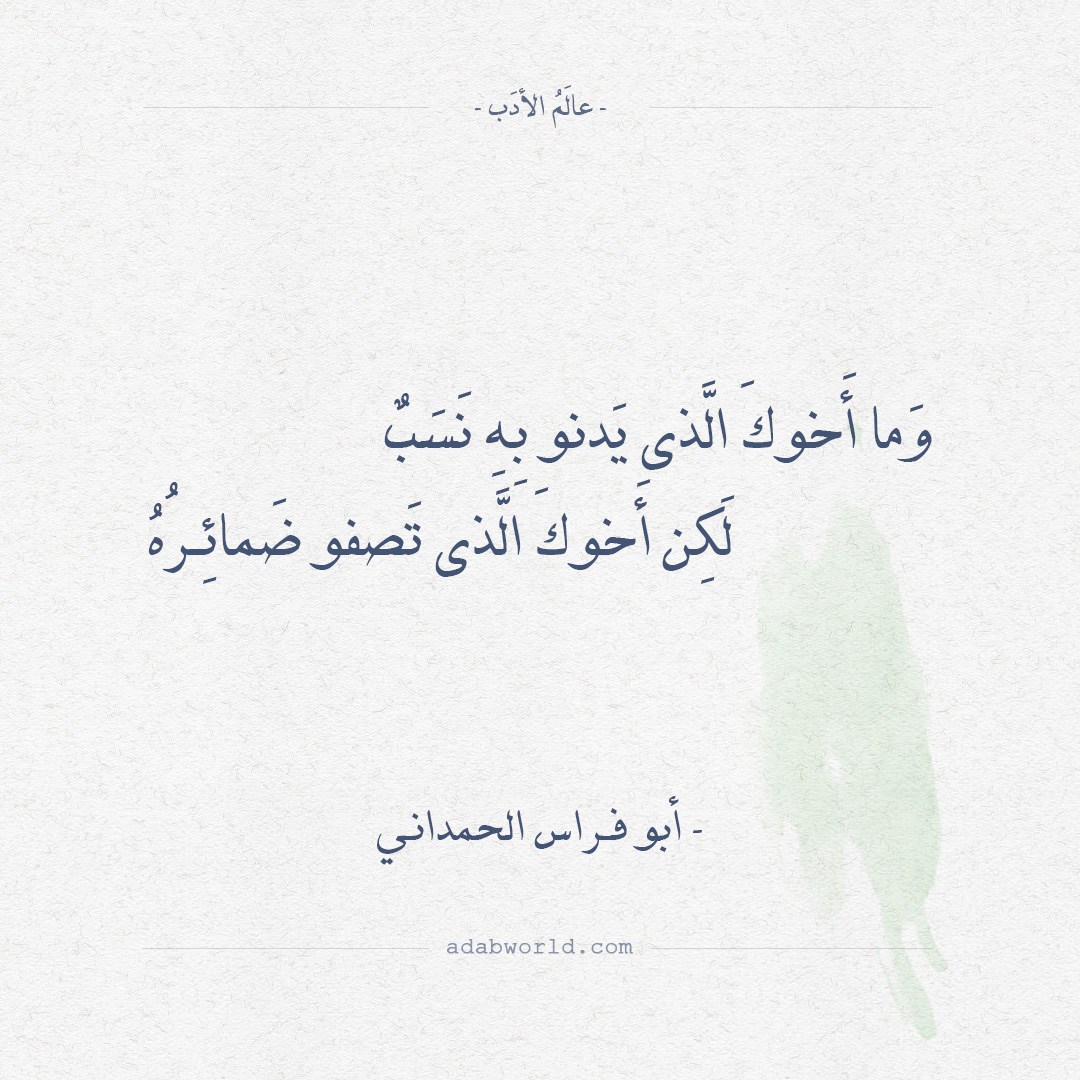 - عالَمُ الأدَب -
وَما أَخوكَ الَّذي يَدنو بِهِ نَسَبٌ
لَكِن أَخوكَ الَّذي تَصفو ضَمائِرُهُ
- أبو فراس الحمداني
adabworld.com